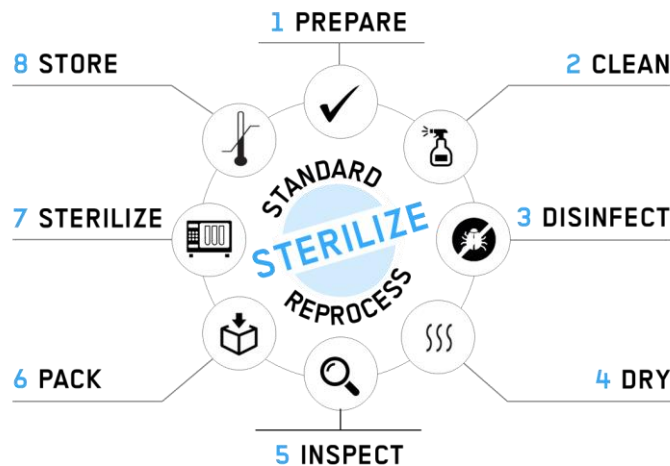 1 PREPARE
8 STORE
2 CLEAN
STANDARD
7 STERILIZE
STERILIZE
3 DISINFECT
REPROCESS
6 PACK
4 DRY
5 INSPECT